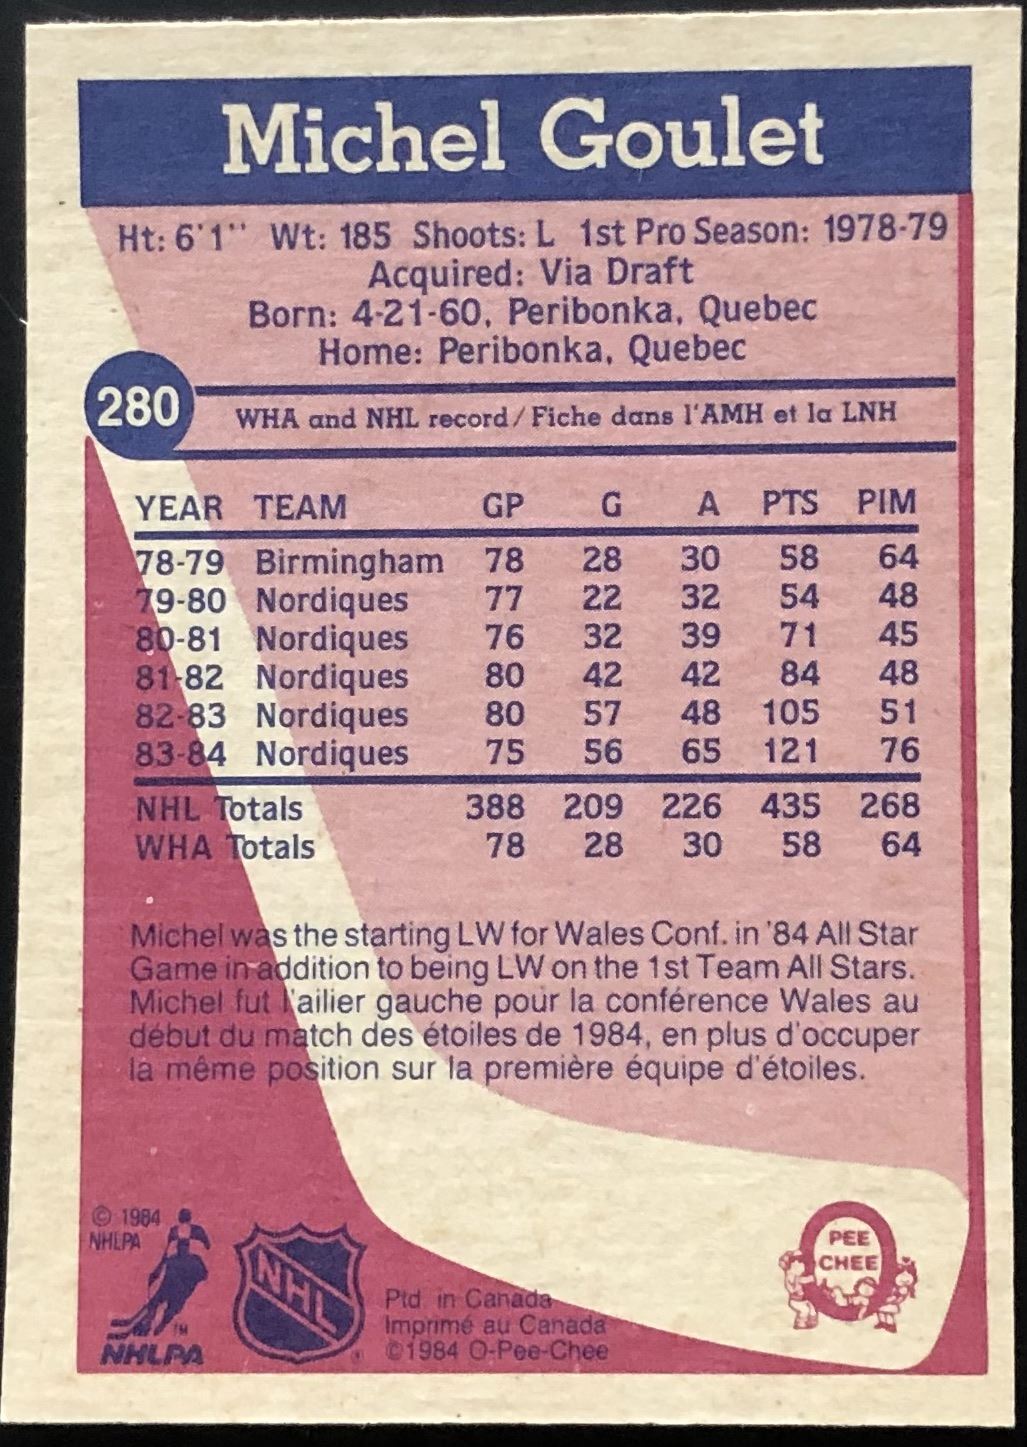 Michel Goulet
Ht: 6'1'' Wt: 185 Shoots: L 1st Pro Season: 1978-79
Acquired: Via Draft
Born: 4-21-60, Peribonka, Quebec
Home: Peribonka, Quebec
280
WHA and NHL record/Fiche dans l'AMH et la LNH
YEAR TEAM GP G A PTS PIM
78-79 Birmingham 78 28 30 58 64
79-80 Nordiques 77 22 32 54 48
80-81 Nordiques 76 32 39 71 45
81-82 Nordiques 80 42 42 84 48
82-83 Nordiques 80 57 48 105 51
83-84 Nordiques 75 56 65 121 76
NHL Totals 388 209 226 435 268
WHA Totals 78 28 30 58 64
Michel was the starting LW for Wales Conf. in '84 All Star
Game in addition to being LW on the 1st Team All Stars.
Michel fut l'ailier gauche pour la conférence Wales au
début du match des étoiles de 1984, en plus d'occuper
la même position sur la première équipe d'étoiles.
© 1984
NHLPA
TM
NHLPA
NHL
®
Ptd. in Canada
Imprimé au Canada
©1984 O-Pee-Chee
PEE
CHEE